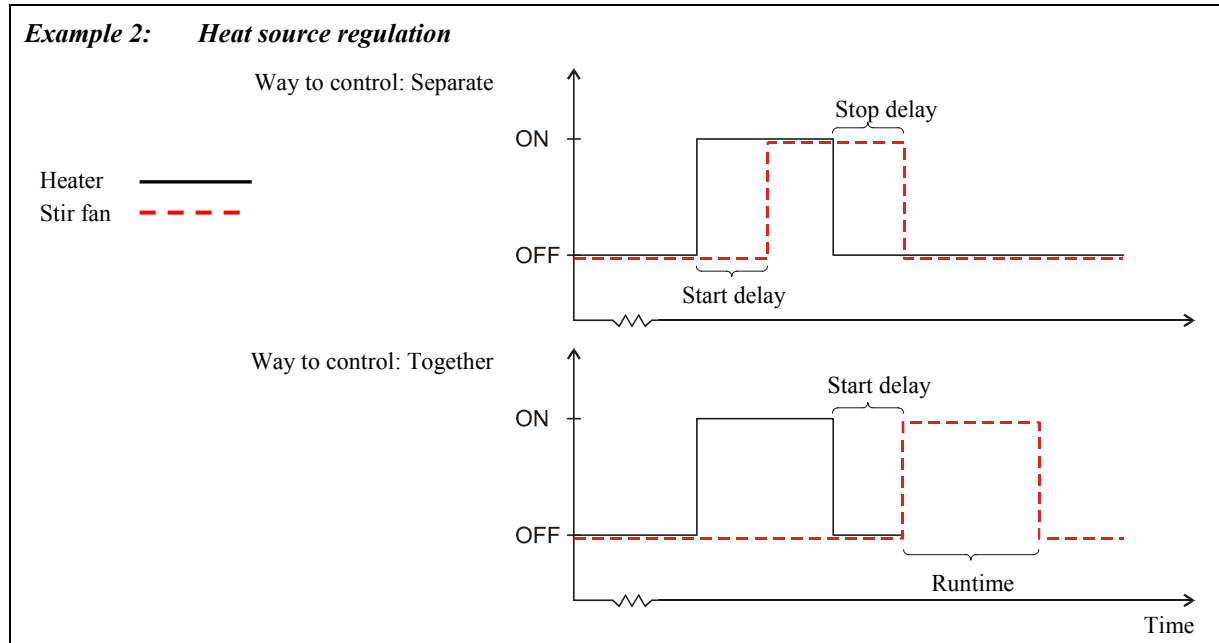 Example 2: Heat source regulation
Way to control: Separate
Stop delay
ON
Heater
Stir fan
OFF
Start delay
Way to control: Together
Start delay
ON
OFF
Runtime
Time